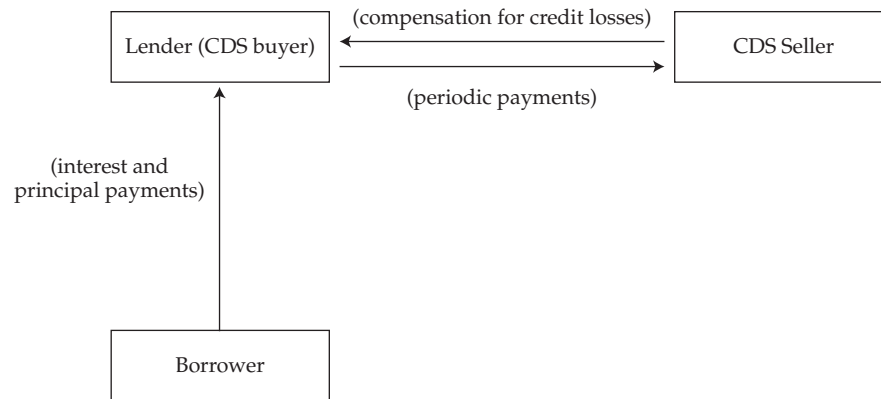 (compensation for credit losses)
Lender (CDS buyer)
CDS Seller
(periodic payments)
(interest and
principal payments)
Borrower